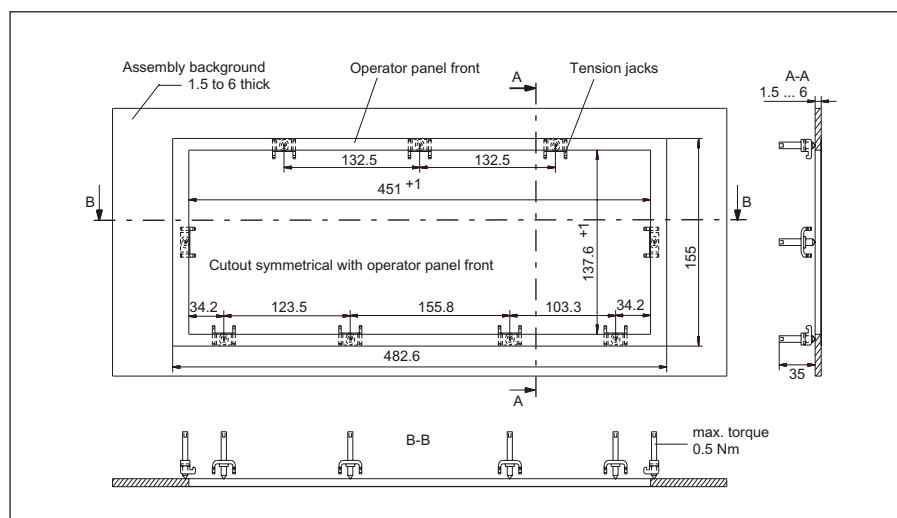 Assembly background
1.5 to 6 thick
Operator panel front
A
Tension jacks
A-A
1.5 ... 6
132.5
132.5
451 +1
B
B
137.6 +1
155
Cutout symmetrical with operator panel front
34.2
123.5
155.8
103.3
34.2
482.6
35
A
B-B
max. torque
0.5 Nm